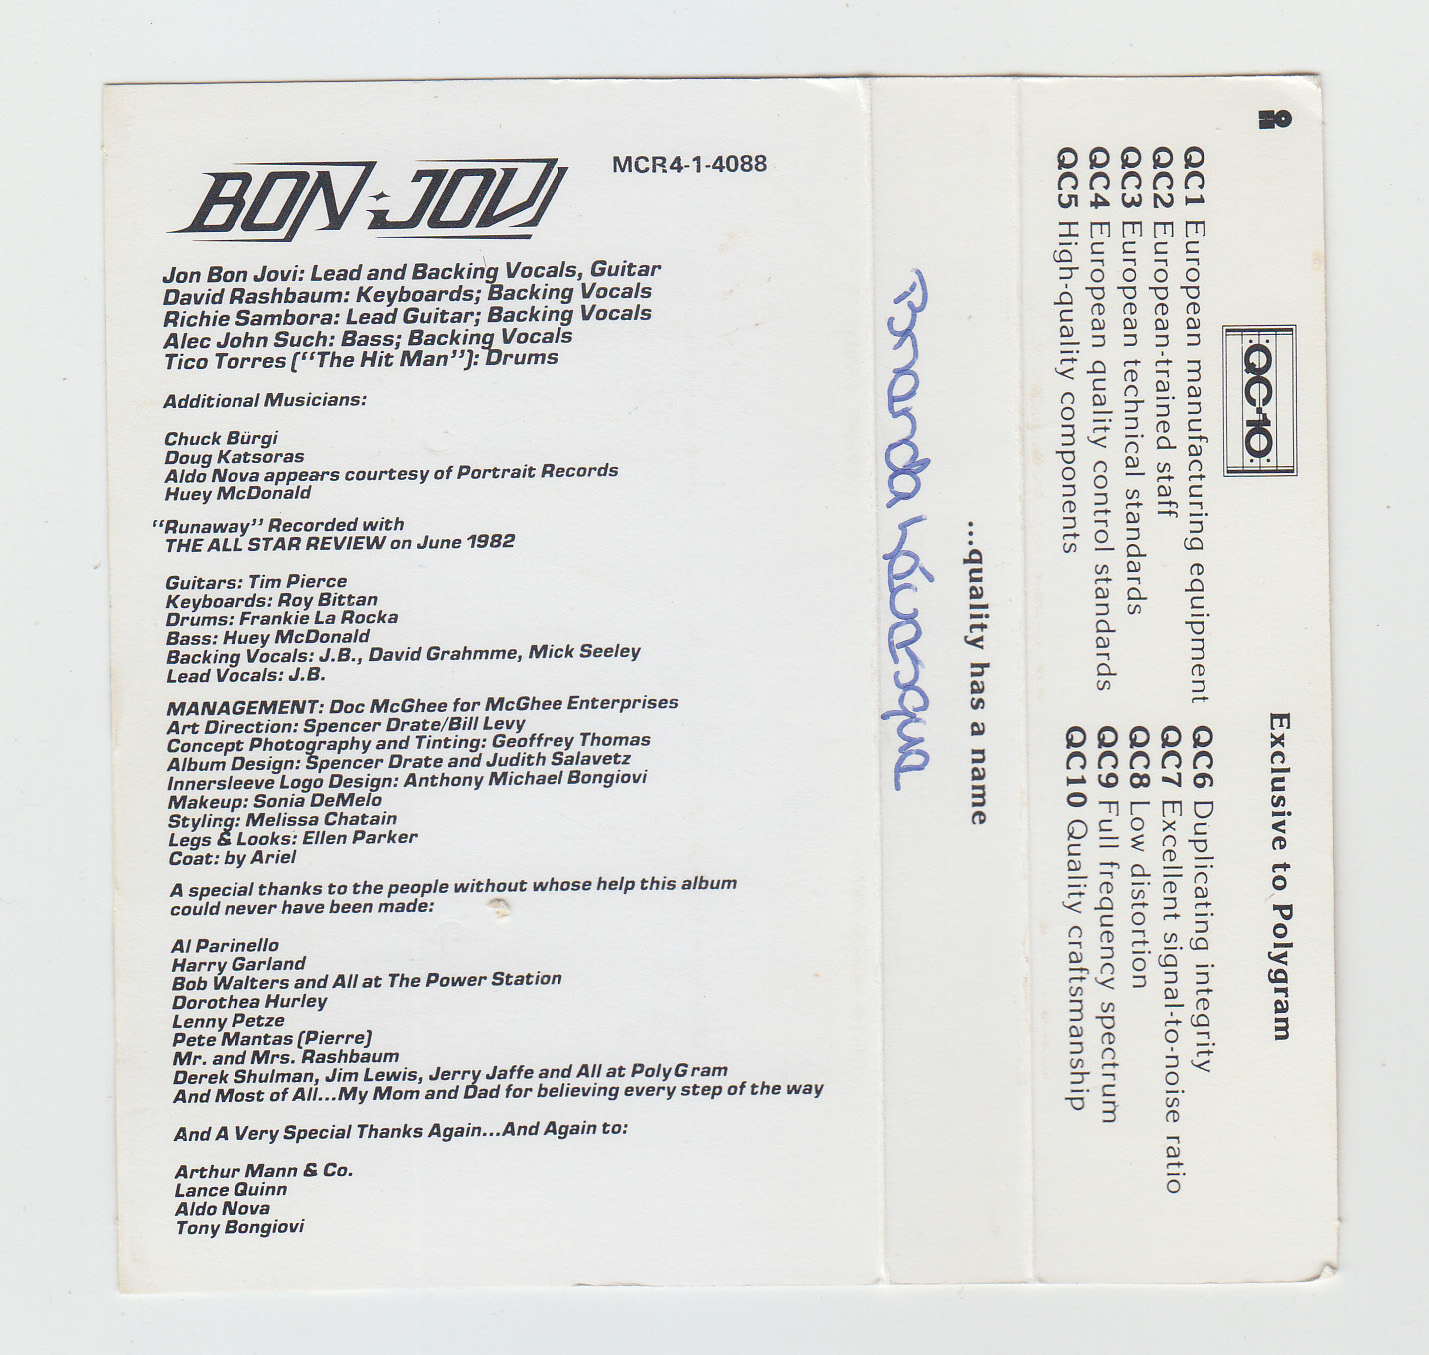 BON JOVI
MCR4-1-4088
Jon Bon Jovi: Lead and Backing Vocals, Guitar
David Rashbaum: Keyboards; Backing Vocals
Richie Sambora: Lead Guitar; Backing Vocals
Alec John Such: Bass; Backing Vocals
Tico Torres (“The Hit Man”): Drums
Additional Musicians:
Chuck Bürgi
Doug Katsoras
Aldo Nova appears courtesy of Portrait Records
Huey McDonald
“Runaway” Recorded with
THE ALL STAR REVIEW on June 1982
Guitars: Tim Pierce
Keyboards: Roy Bittan
Drums: Frankie La Rocka
Bass: Huey McDonald
Backing Vocals: J.B., David Grahmme, Mick Seeley
Lead Vocals: J.B.
MANAGEMENT: Doc McGhee for McGhee Enterprises
Art Direction: Spencer Drate/Bill Levy
Concept Photography and Tinting: Geoffrey Thomas
Album Design: Spencer Drate and Judith Salavetz
Innersleeve Logo Design: Anthony Michael Bongiovi
Makeup: Sonia DeMelo
Styling: Melissa Chatain
Legs & Looks: Ellen Parker
Coat: by Ariel
A special thanks to the people without whose help this album
could never have been made:
Al Parinello
Harry Garland
Bob Walters and All at The Power Station
Dorothea Hurley
Lenny Petze
Pete Mantas (Pierre)
Mr. and Mrs. Rashbaum
Derek Shulman, Jim Lewis, Jerry Jaffe and All at PolyGram
And Most of All...My Mom and Dad for believing every step of the way
And A Very Special Thanks Again...And Again to:
Arthur Mann & Co.
Lance Quinn
Aldo Nova
Tony Bongiovi
...quality has a name
QC-10
Exclusive to Polygram
QC1 European manufacturing equipment
QC2 European-trained staff
QC3 European technical standards
QC4 European quality control standards
QC5 High-quality components
QC6 Duplicating integrity
QC7 Excellent signal-to-noise ratio
QC8 Low distortion
QC9 Full frequency spectrum
QC10 Quality craftsmanship